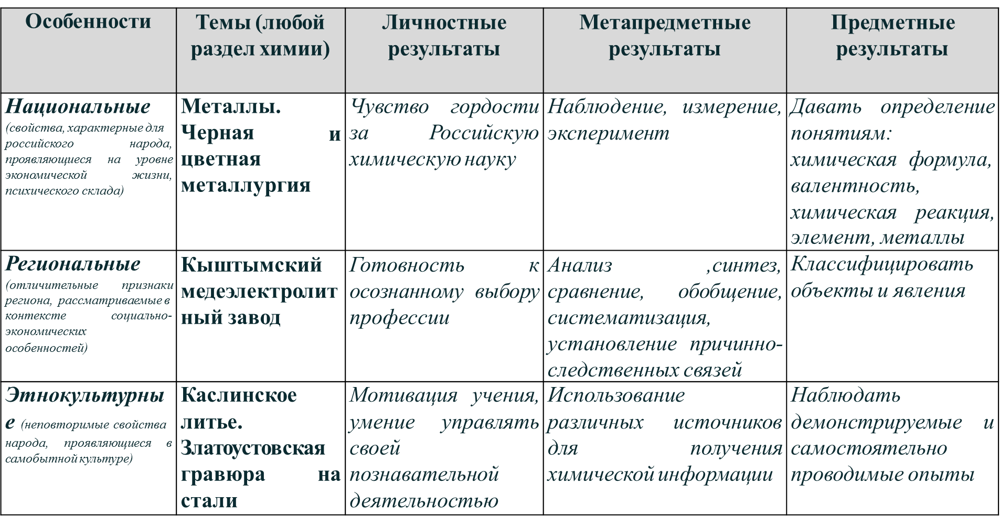 Особенности
Темы (любой
раздел химии)
Личностные
результаты
Метапредметные
результаты
Предметные
результаты
Национальные
(свойства, характерные для
российского народа,
проявляющиеся на уровне
экономической жизни,
психического склада)
Металлы.
Черная и
цветная
металлургия
Чувство гордости
за Российскую
химическую науку
Наблюдение, измерение,
эксперимент
Давать определение
понятиям:
химическая формула,
валентность,
химическая реакция,
элемент, металлы
Региональные
(отличительные признаки
региона, рассматриваемые в
контексте социально-
экономических
особенностей)
Кыштымский
медеэлектролит
ный завод
Готовность к
осознанному выбору
профессии
Анализ ,синтез,
сравнение, обобщение,
систематизация,
установление причинно-
следственных связей
Классифицировать
объекты и явления
Этнокультурны
е (неповторимые свойства
народа, проявляющиеся в
самобытной культуре)
Каслинское
литье.
Златоустовская
гравюра на
стали
Мотивация учения,
умение управлять
своей
познавательной
деятельностью
Использование
различных источников
для получения
химической информации
Наблюдать
демонстрируемые и
самостоятельно
проводимые опыты